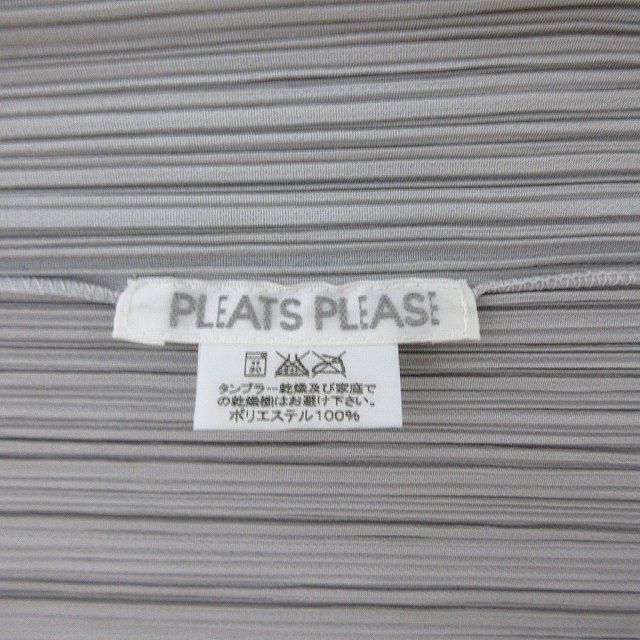 PLEATS PLEASE
タンブラー乾燥及び家庭で
の乾燥機はお避け下さい。
ポリエステル100%